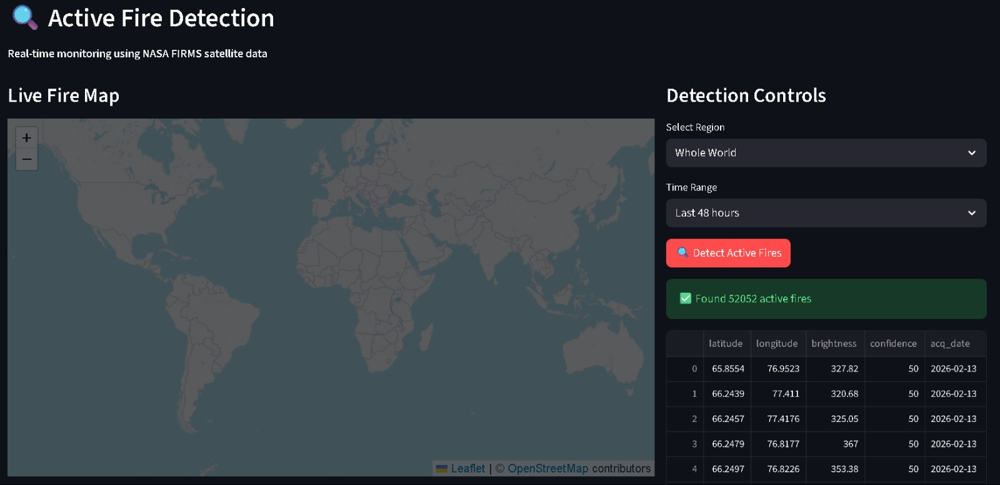 Active Fire Detection
Real-time monitoring using NASA FIRMS satellite data
Live Fire Map
+
−
Leaflet | © OpenStreetMap contributors
Detection Controls
Select Region
Whole World
Time Range
Last 48 hours
Detect Active Fires
Found 52052 active fires
latitude longitude brightness confidence acq_date
0 65.8554 76.9523 327.82 50 2026-02-13
1 66.2439 77.411 320.68 50 2026-02-13
2 66.2457 77.4176 325.05 50 2026-02-13
3 66.2479 76.8177 367 50 2026-02-13
4 66.2497 76.8226 353.38 50 2026-02-13